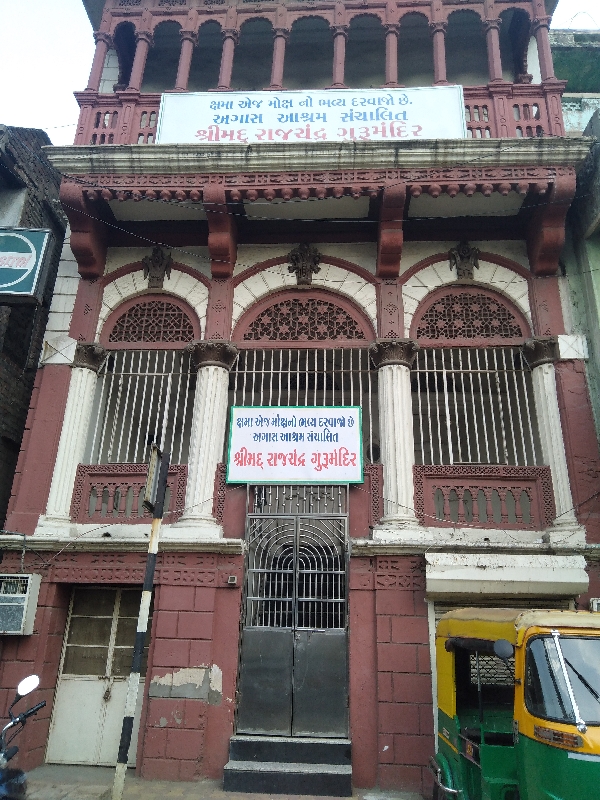 ક્ષમા એજ મોક્ષ નો ભવ્ય દરવાજો છે.
અગાસ આશ્રમ સંચાલિત
શ્રીમદ્ રાજચંદ્ર ગુરૂમંદિર
ક્ષમા એજ મોક્ષનો ભવ્ય દરવાજો છે
અગાસ આશ્રમ સંચાલિત
શ્રીમદ્ રાજચંદ્ર ગુરૂમંદિર